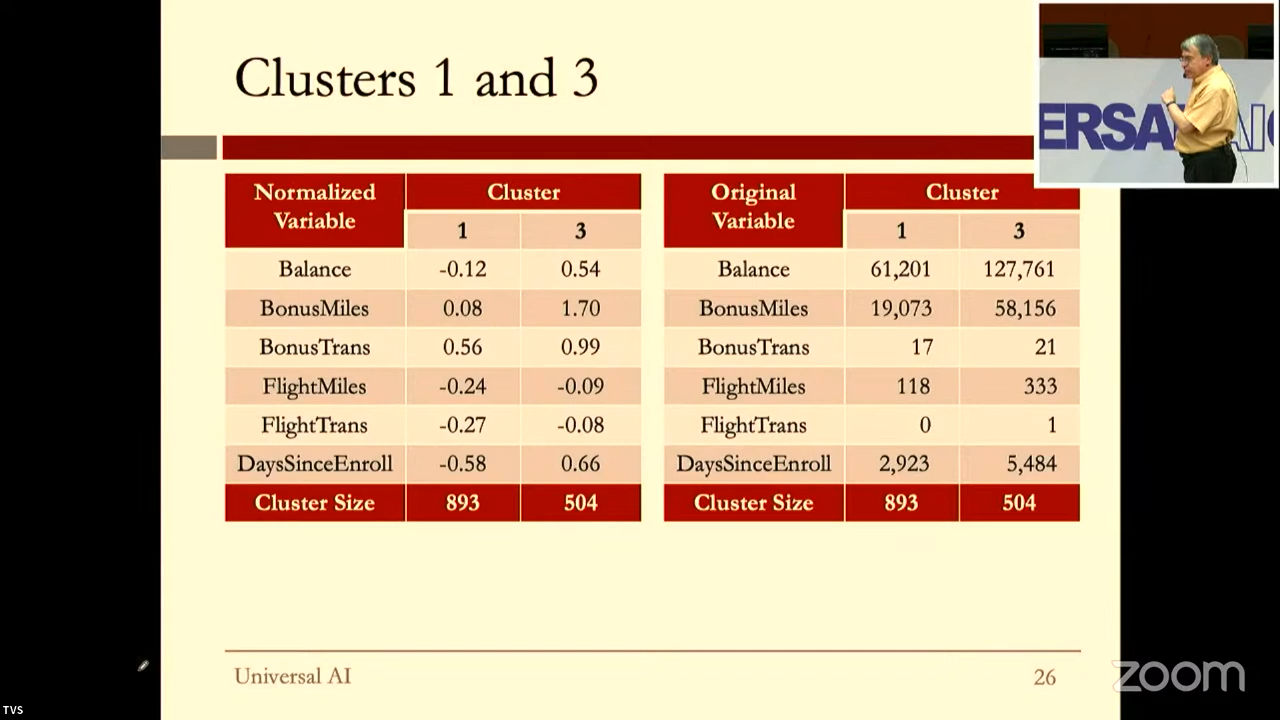 Clusters 1 and 3
Normalized Variable Cluster
1 3
Balance -0.12 0.54
BonusMiles 0.08 1.70
BonusTrans 0.56 0.99
FlightMiles -0.24 -0.09
FlightTrans -0.27 -0.08
DaysSinceEnroll -0.58 0.66
Cluster Size 893 504
Original Variable Cluster
1 3
Balance 61,201 127,761
BonusMiles 19,073 58,156
BonusTrans 17 21
FlightMiles 118 333
FlightTrans 0 1
DaysSinceEnroll 2,923 5,484
Cluster Size 893 504
Universal AI 26
zoom
TVS